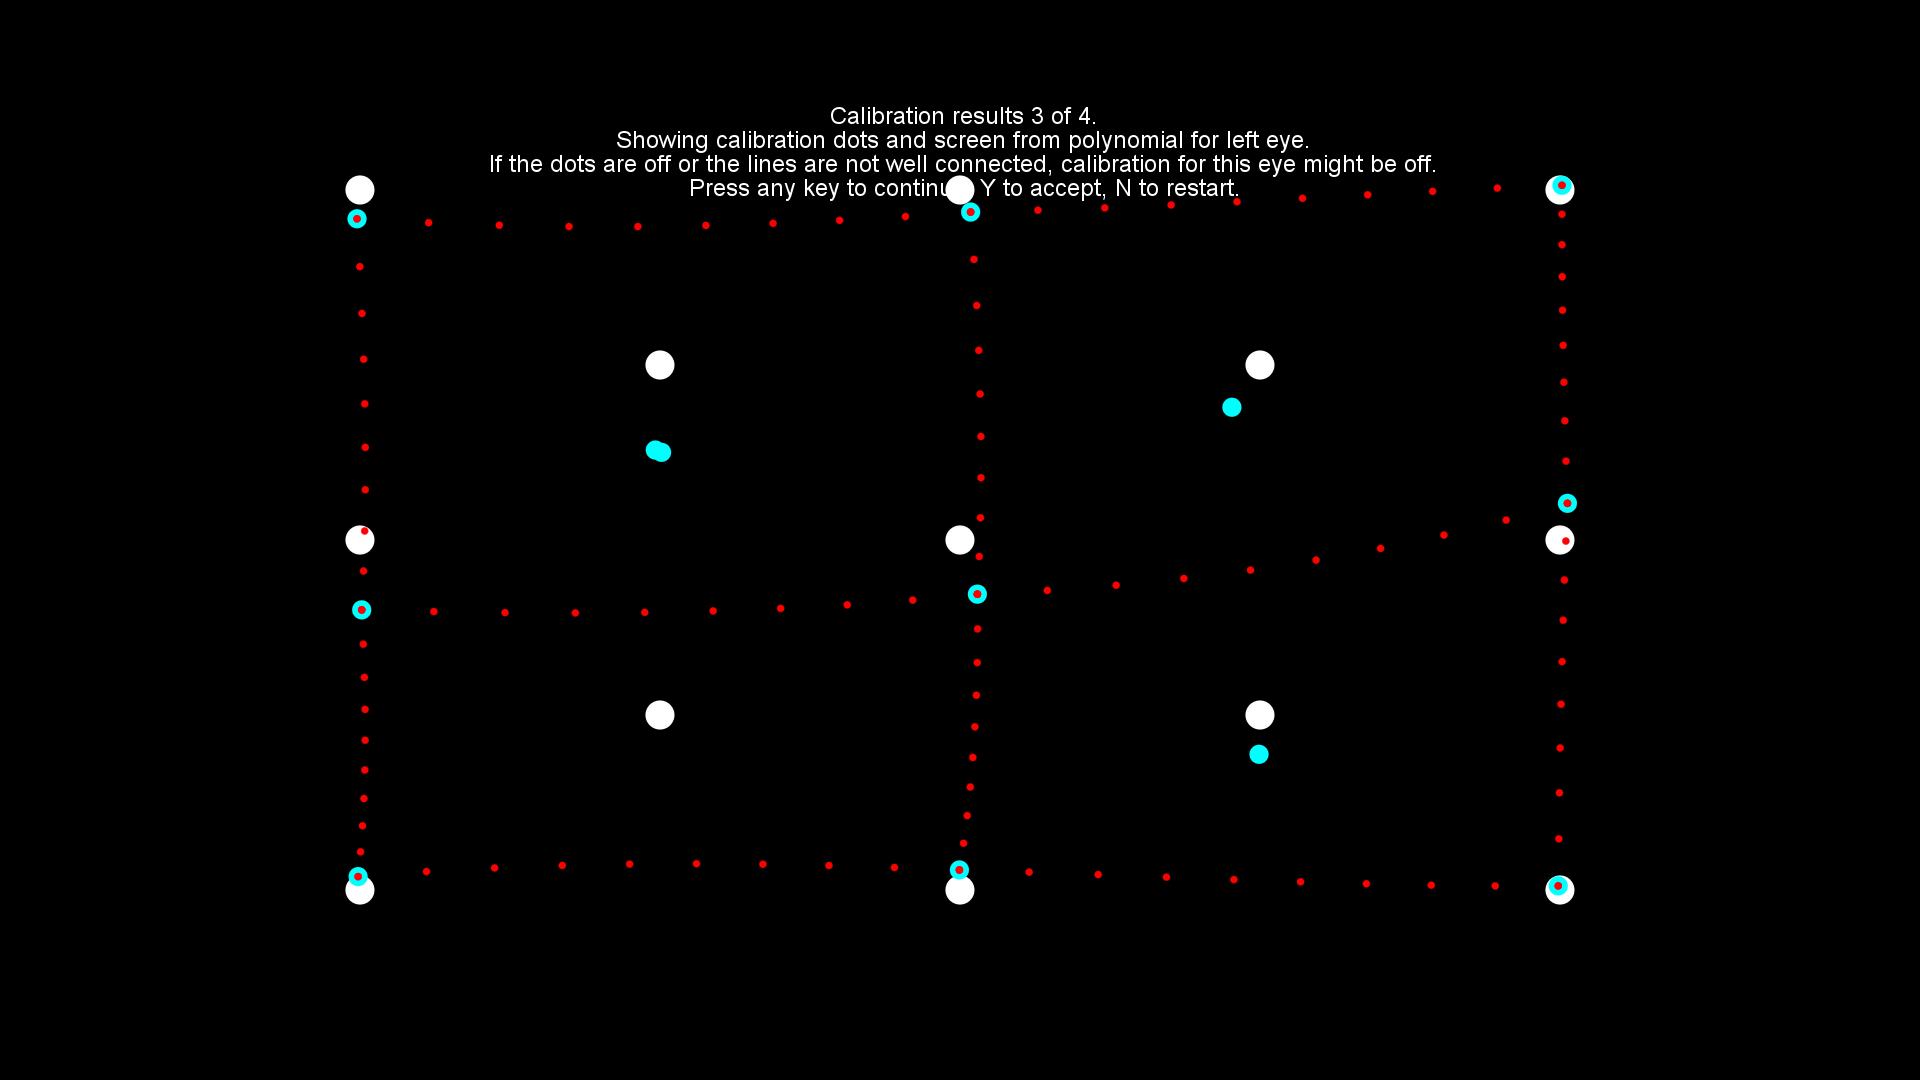 Calibration results 3 of 4.
Showing calibration dots and screen from polynomial for left eye.
If the dots are off or the lines are not well connected, calibration for this eye might be off.
Press any key to continu Y to accept, N to restart.